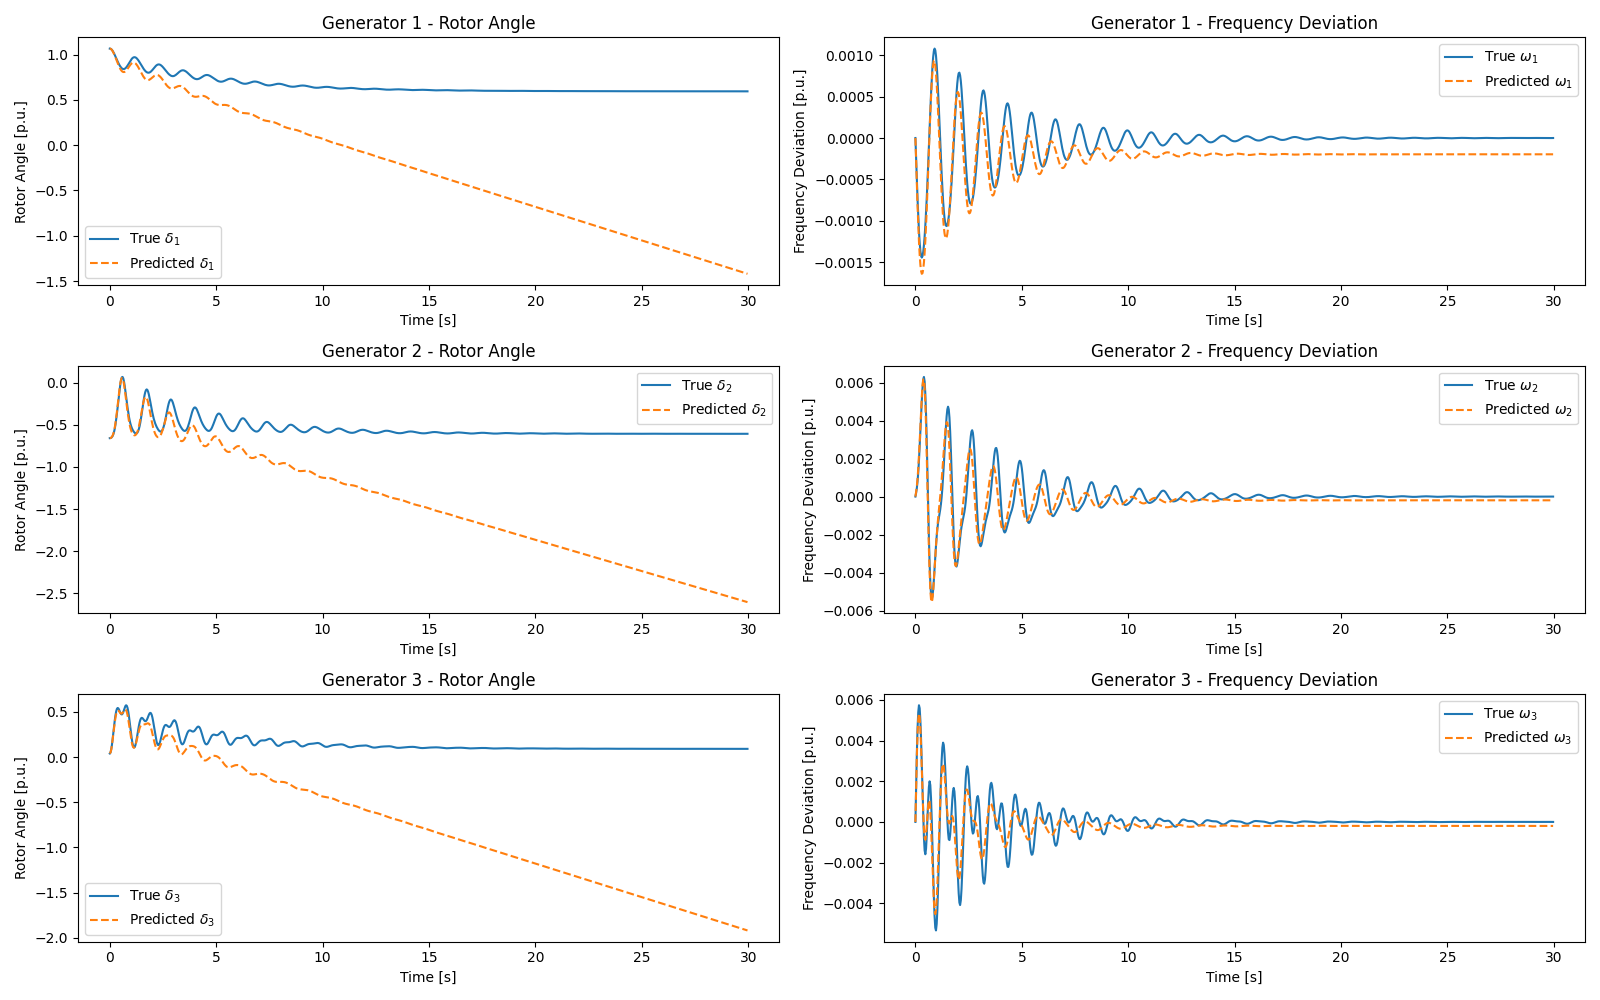 Generator 1 - Rotor Angle
Rotor Angle [p.u.]
1.0
0.5
0.0
−0.5
−1.0
−1.5
True δ1
Predicted δ1
0 5 10 15 20 25 30
Time [s]
Generator 1 - Frequency Deviation
Frequency Deviation [p.u.]
0.0010
0.0005
0.0000
−0.0005
−0.0010
−0.0015
True ω1
Predicted ω1
0 5 10 15 20 25 30
Time [s]
Generator 2 - Rotor Angle
Rotor Angle [p.u.]
0.0
−0.5
−1.0
−1.5
−2.0
−2.5
True δ2
Predicted δ2
0 5 10 15 20 25 30
Time [s]
Generator 2 - Frequency Deviation
Frequency Deviation [p.u.]
0.006
0.004
0.002
0.000
−0.002
−0.004
−0.006
True ω2
Predicted ω2
0 5 10 15 20 25 30
Time [s]
Generator 3 - Rotor Angle
Rotor Angle [p.u.]
0.5
0.0
−0.5
−1.0
−1.5
−2.0
True δ3
Predicted δ3
0 5 10 15 20 25 30
Time [s]
Generator 3 - Frequency Deviation
Frequency Deviation [p.u.]
0.006
0.004
0.002
0.000
−0.002
−0.004
True ω3
Predicted ω3
0 5 10 15 20 25 30
Time [s]